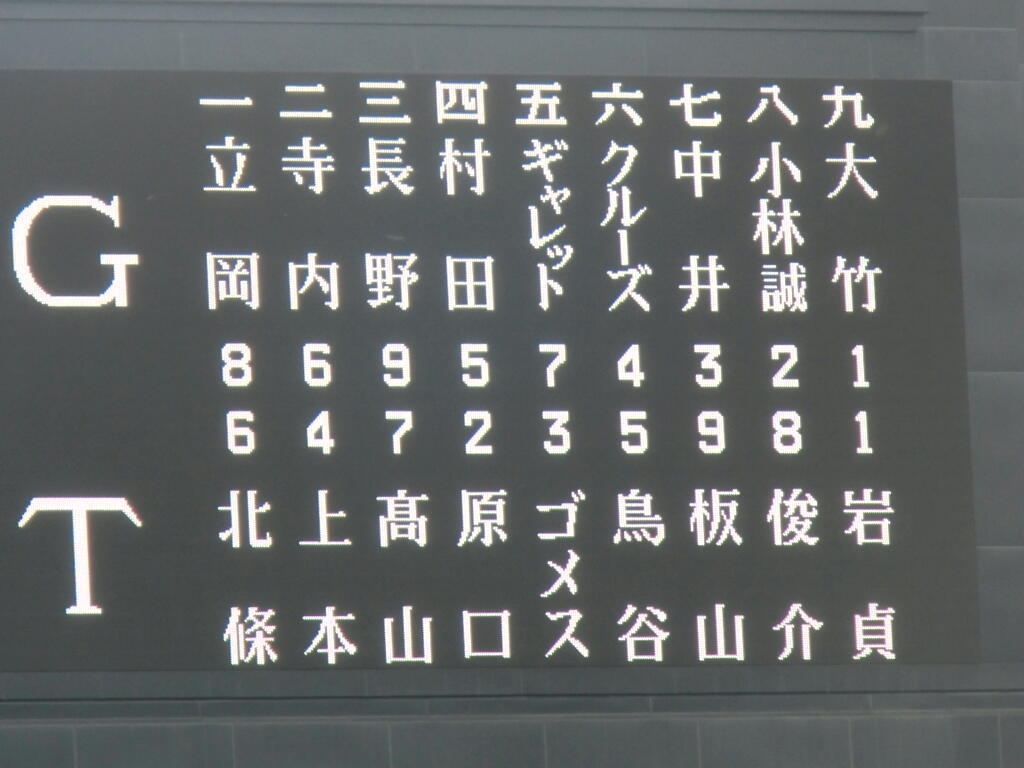 一 二 三 四 五 六 七 八 九
G 立岡 寺内 長野 村田 ギャレット クルーズ 中井 小林誠 大竹
8 6 9 5 7 4 3 2 1
6 4 7 2 3 5 9 8 1
T 北條 上本 髙山 原口 ゴメス 鳥谷 板山 俊介 岩貞